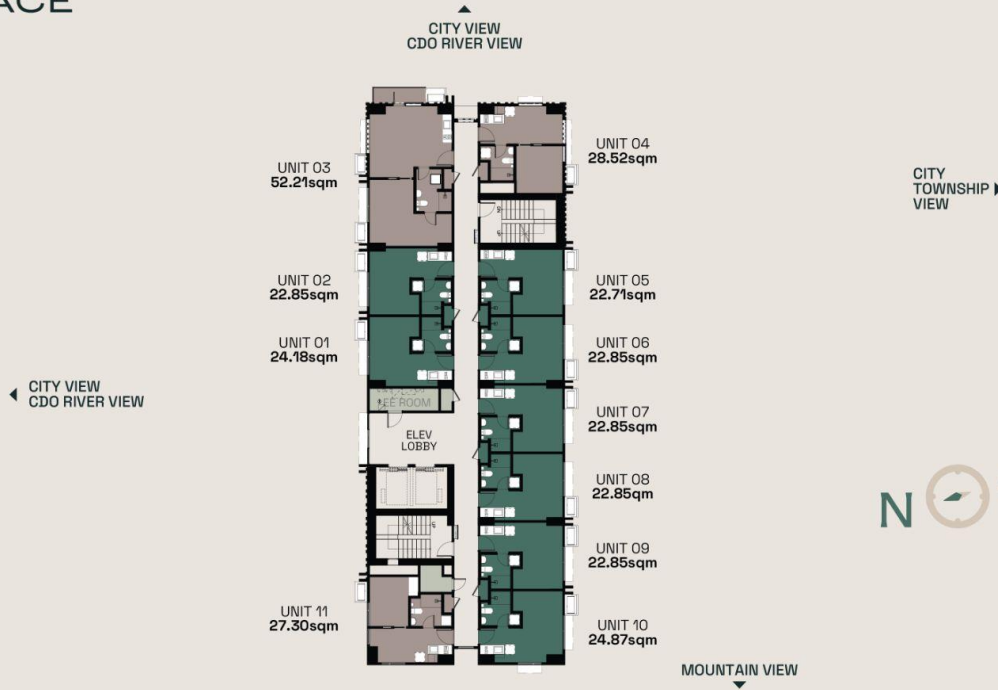 ACE
CITY VIEW
CDO RIVER VIEW
UNIT 03
52.21sqm
UNIT 04
28.52sqm
CITY
TOWNSHIP
VIEW
UNIT 02
22.85sqm
UNIT 05
22.71sqm
UNIT 01
24.18sqm
UNIT 06
22.85sqm
CITY VIEW
CDO RIVER VIEW
EE ROOM
UNIT 07
22.85sqm
ELEV
LOBBY
UNIT 08
22.85qm
N
UNIT 09
22.85sqm
UNIT 11
27.30sqm
UNIT 10
24.87sqm
MOUNTAIN VIEW